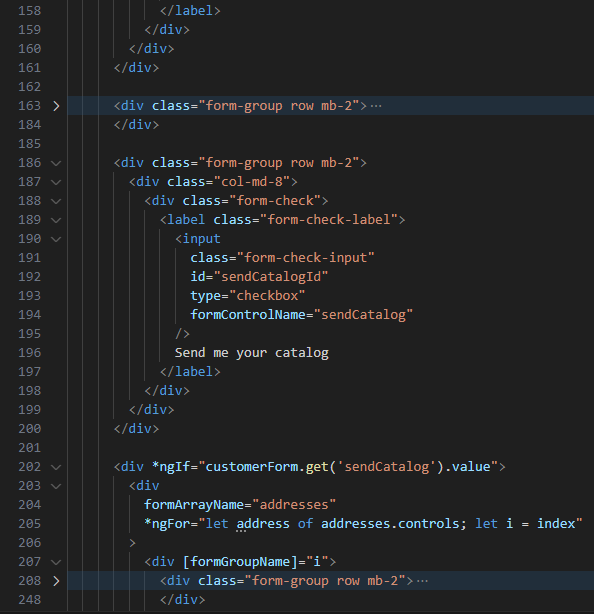 158 </label>
159 </div>
160 </div>
161 </div>
162
163 <div class="form-group row mb-2">···
184 </div>
185
186 <div class="form-group row mb-2">
187 <div class="col-md-8">
188 <div class="form-check">
189 <label class="form-check-label">
190 <input
191 class="form-check-input"
192 id="sendCatalogId"
193 type="checkbox"
194 formControlName="sendCatalog"
195 />
196 Send me your catalog
197 </label>
198 </div>
199 </div>
200 </div>
201
202 <div *ngIf="customerForm.get('sendCatalog').value">
203 <div
204 formArrayName="addresses"
205 *ngFor="let address of addresses.controls; let i = index"
206 >
207 <div [formGroupName]="i">
208 <div class="form-group row mb-2">···
248 </div>